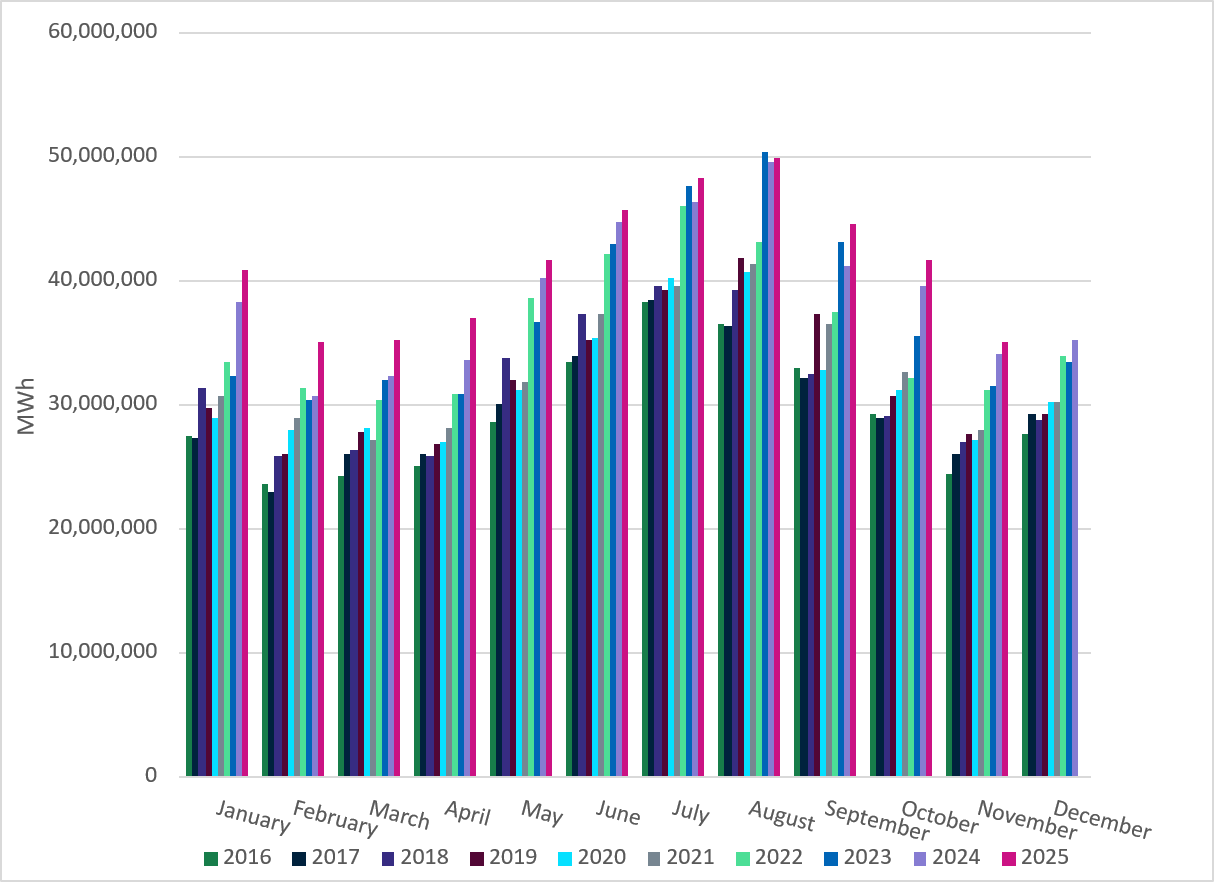 60,000,000
50,000,000
40,000,000
30,000,000
20,000,000
10,000,000
0
MWh
January February March April May June July August September October November December
2016 2017 2018 2019 2020 2021 2022 2023 2024 2025